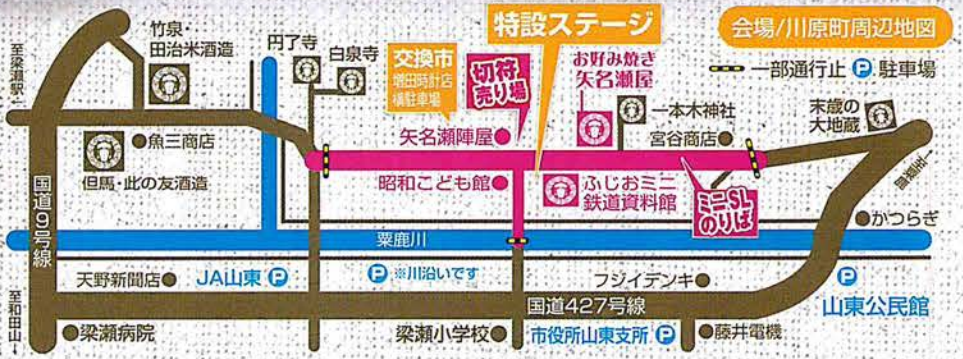 特設ステージ
会場/川原町周辺地図
一部通行止 P 駐車場
至梁瀬駅
竹泉・
田治米酒造
円了寺
白泉寺
交換市
増田時計店
横駐車場
切符
売り場
お好み焼き
矢名瀬屋
一本木神社
宮谷商店
末歳の
大地蔵
魚三商店
但馬・此の友酒造
矢名瀬陣屋
昭和こども館
ふじおミニ
鉄道資料館
ミニSL
のりば
国道9号線
粟鹿川
かつらぎ
天野新聞店
JA山東 P
P ※川沿いです
フジイデンキ
P
山東公民館
国道427号線
至和田山
梁瀬病院
梁瀬小学校
市役所山東支所 P
藤井電機